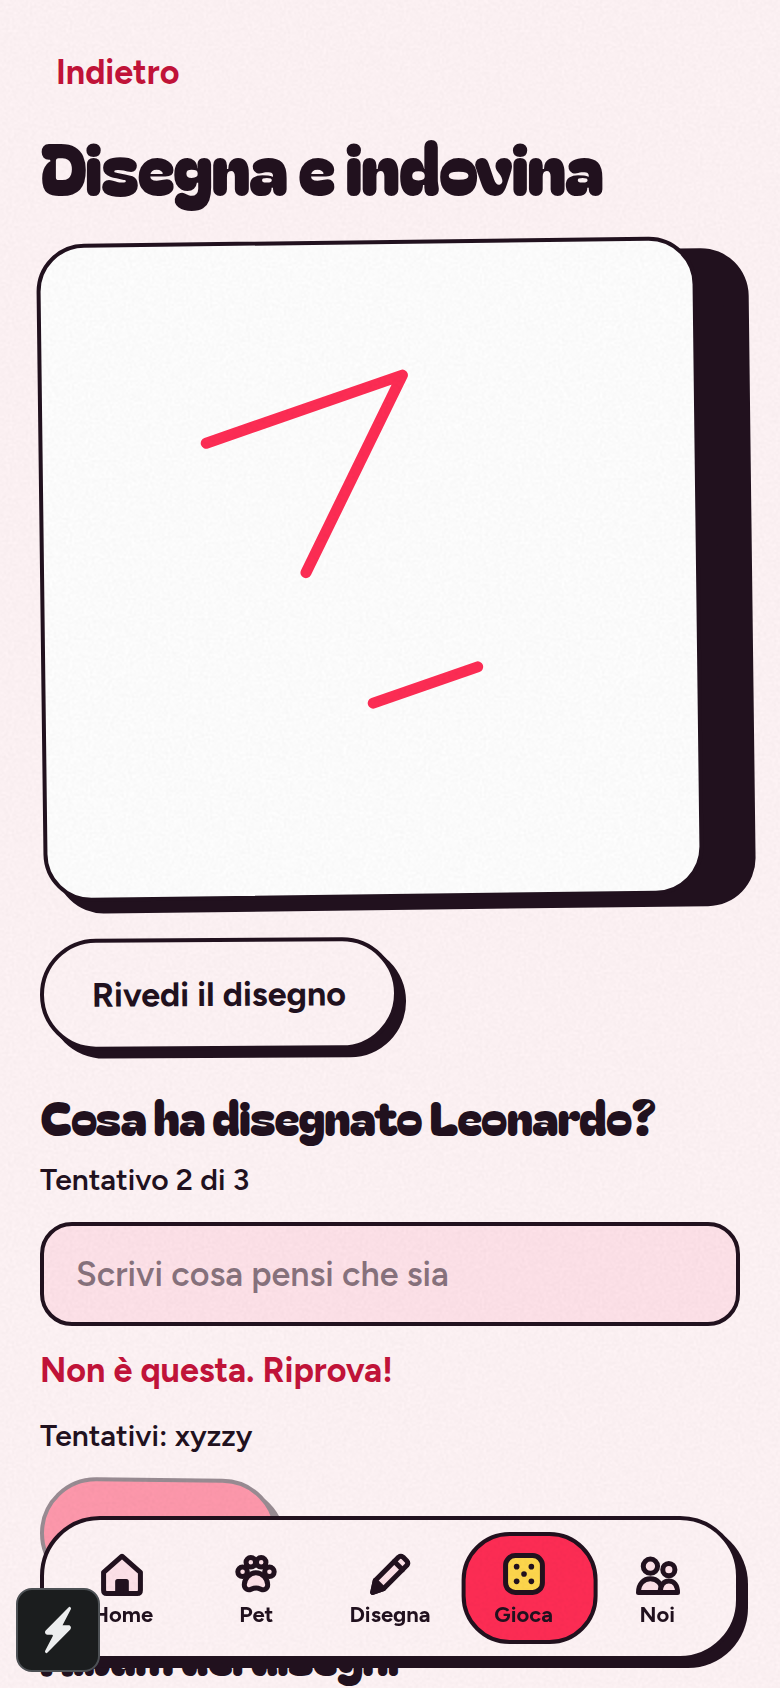 Indietro
Disegna e indovina
Rivedi il disegno
Cosa ha disegnato Leonardo?
Tentativo 2 di 3
Scrivi cosa pensi che sia
Non è questa. Riprova!
Tentativi: xyzzy
Home
Pet
Disegna
Gioca
Noi